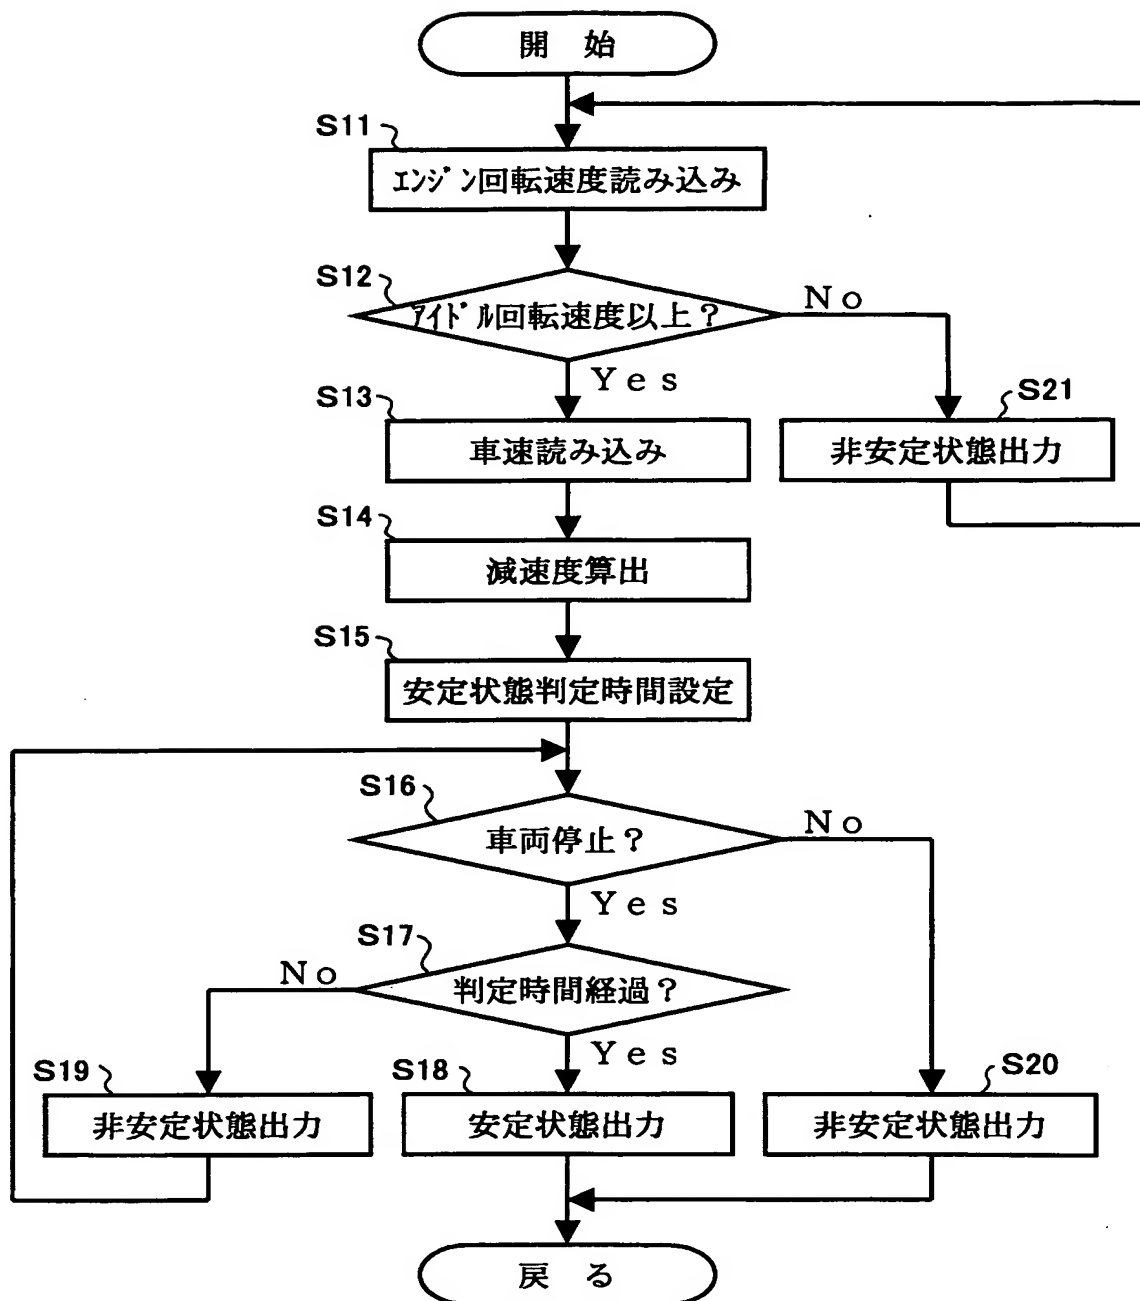 開 始
S11
エンジン回転速度読み込み
S12
アイドル回転速度以上?
No
Yes
S13
車速読み込み
S21
非安定状態出力
S14
減速度算出
S15
安定状態判定時間設定
S16
車両停止?
No
Yes
S17
判定時間経過?
No
Yes
S19
非安定状態出力
S18
安定状態出力
S20
非安定状態出力
戻 る